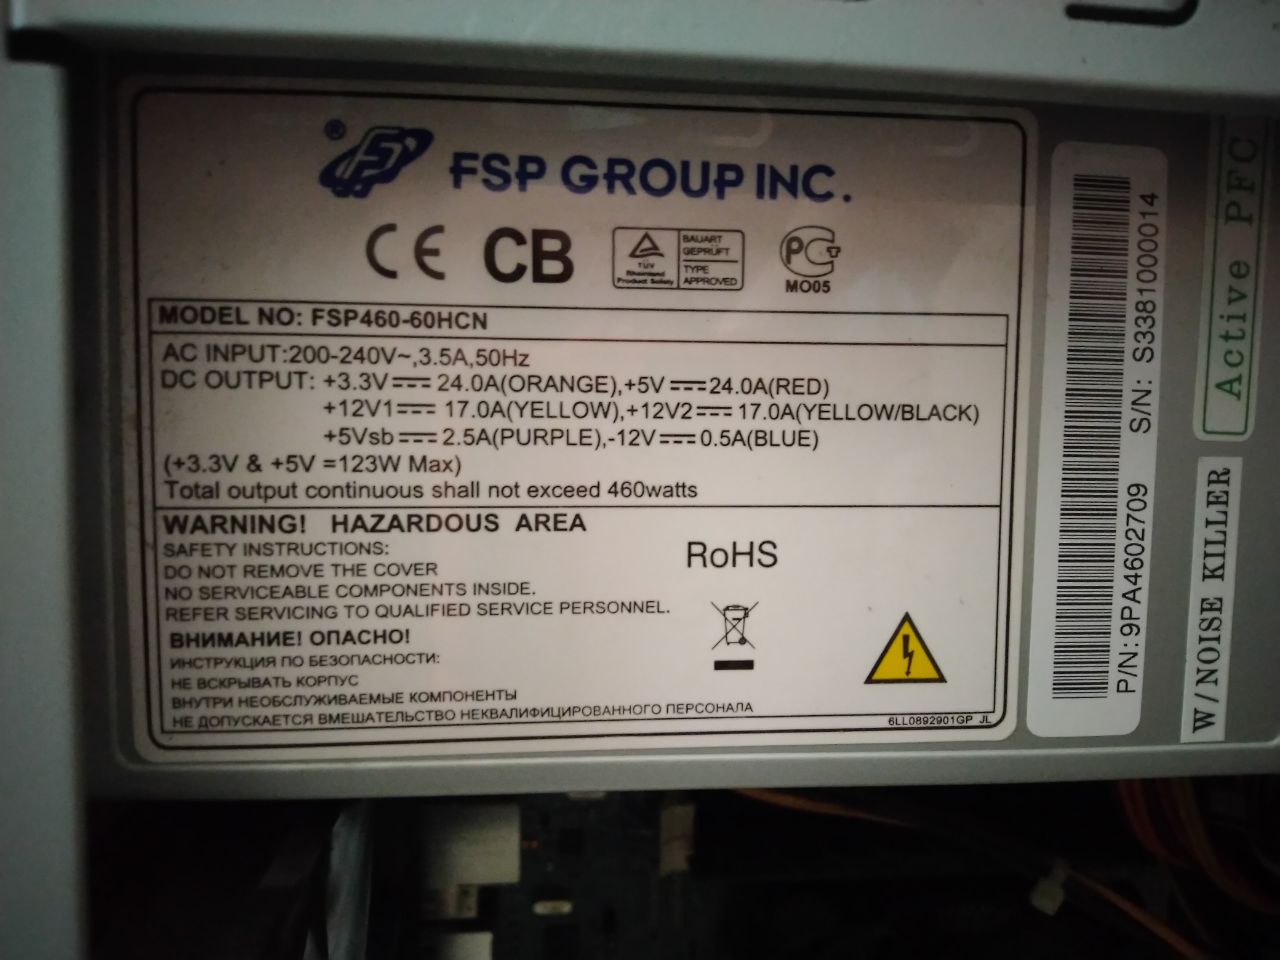 ® FSP GROUP INC.
CE CB TÜV Rheinland Product Safety BAUART GEPRÜFT TYPE APPROVED PCT MO05
MODEL NO: FSP460-60HCN
AC INPUT:200-240V~,3.5A,50Hz
DC OUTPUT: +3.3V⎓ 24.0A(ORANGE),+5V⎓24.0A(RED)
+12V1⎓ 17.0A(YELLOW),+12V2⎓ 17.0A(YELLOW/BLACK)
+5Vsb⎓2.5A(PURPLE),-12V⎓0.5A(BLUE)
(+3.3V & +5V =123W Max)
Total output continuous shall not exceed 460watts
WARNING! HAZARDOUS AREA
SAFETY INSTRUCTIONS:
DO NOT REMOVE THE COVER
NO SERVICEABLE COMPONENTS INSIDE.
REFER SERVICING TO QUALIFIED SERVICE PERSONNEL.
RoHS
ВНИМАНИЕ! ОПАСНО!
ИНСТРУКЦИЯ ПО БЕЗОПАСНОСТИ:
НЕ ВСКРЫВАТЬ КОРПУС
ВНУТРИ НЕОБСЛУЖИВАЕМЫЕ КОМПОНЕНТЫ
НЕ ДОПУСКАЕТСЯ ВМЕШАТЕЛЬСТВО НЕКВАЛИФИЦИРОВАННОГО ПЕРСОНАЛА
6LL0892901GP JL
S/N: S3381000014
P/N: 9PA4602709
Active PFC
W/NOISE KILLER